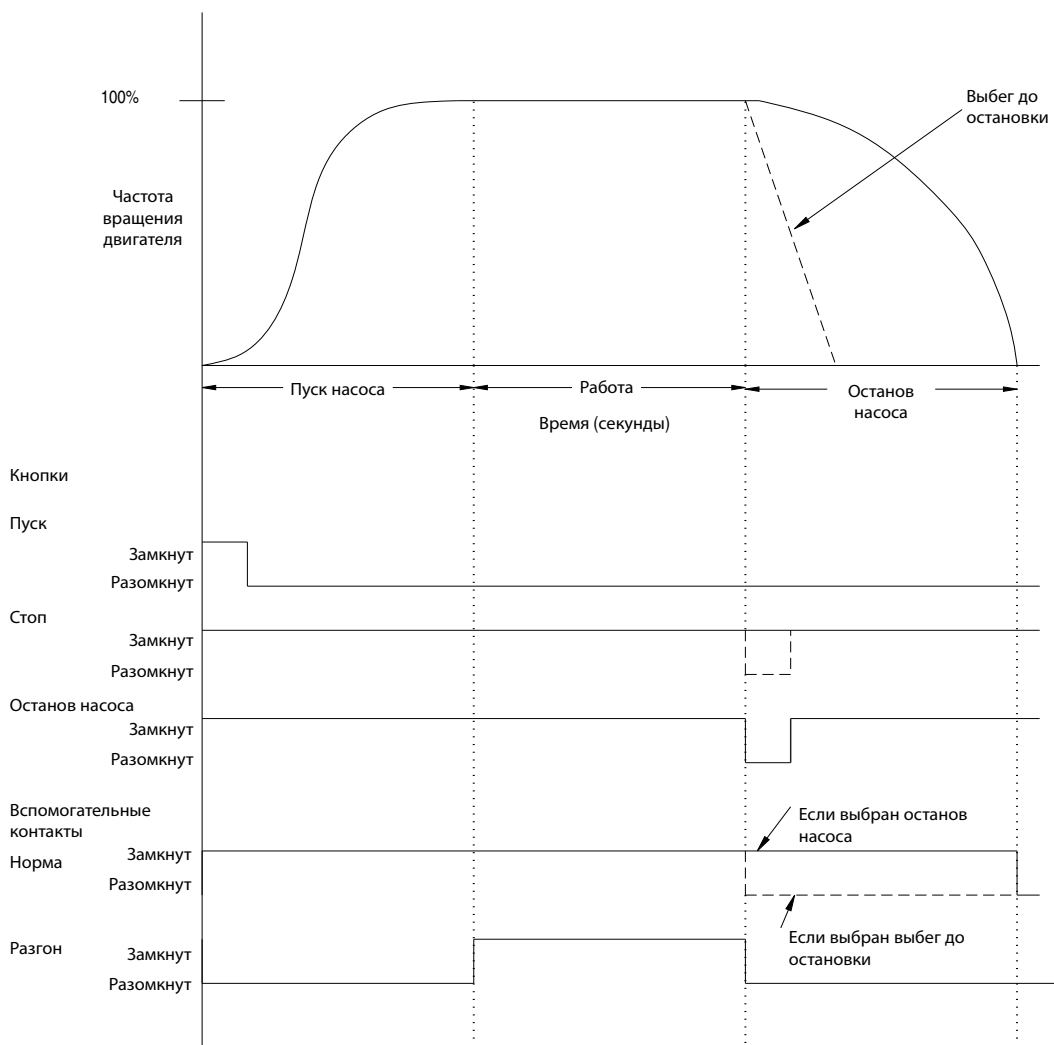 100%
Выбег до
остановки
Частота
вращения
двигателя
Пуск насоса
Работа
Останов
насоса
Время (секунды)
Кнопки
Пуск
Замкнут
Разомкнут
Стоп
Замкнут
Разомкнут
Останов насоса
Замкнут
Разомкнут
Вспомогательные
контакты
Если выбран останов
насоса
Норма
Замкнут
Разомкнут
Если выбран выбег до
остановки
Разгон
Замкнут
Разомкнут